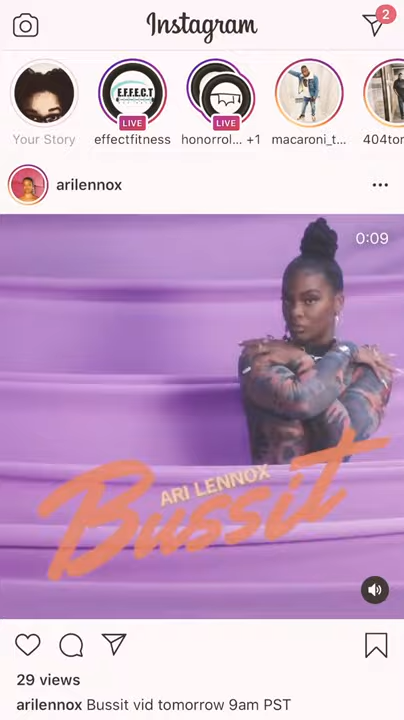 Instagram
2
E.F.F.E.C.T
LIVE
LIVE
Your Story
effectfitness
honorrol... +1
macaroni_t...
404tor
arilennox
0:09
ARI LENNOX
Bussit
29 views
arilennox Bussit vid tomorrow 9am PST